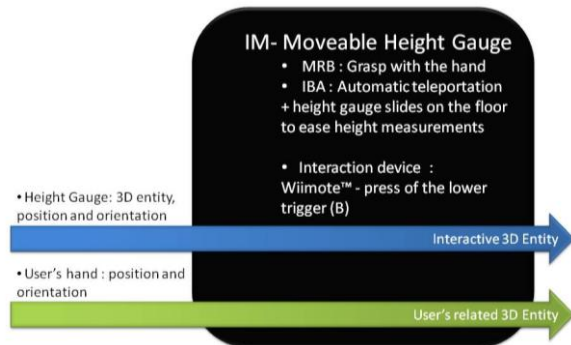 IM- Moveable Height Gauge
• MRB : Grasp with the hand
• IBA : Automatic teleportation
+ height gauge slides on the floor
to ease height measurements
• Interaction device :
Wiimote™ - press of the lower
trigger (B)
• Height Gauge: 3D entity,
position and orientation
Interactive 3D Entity
• User's hand : position and
orientation
User's related 3D Entity